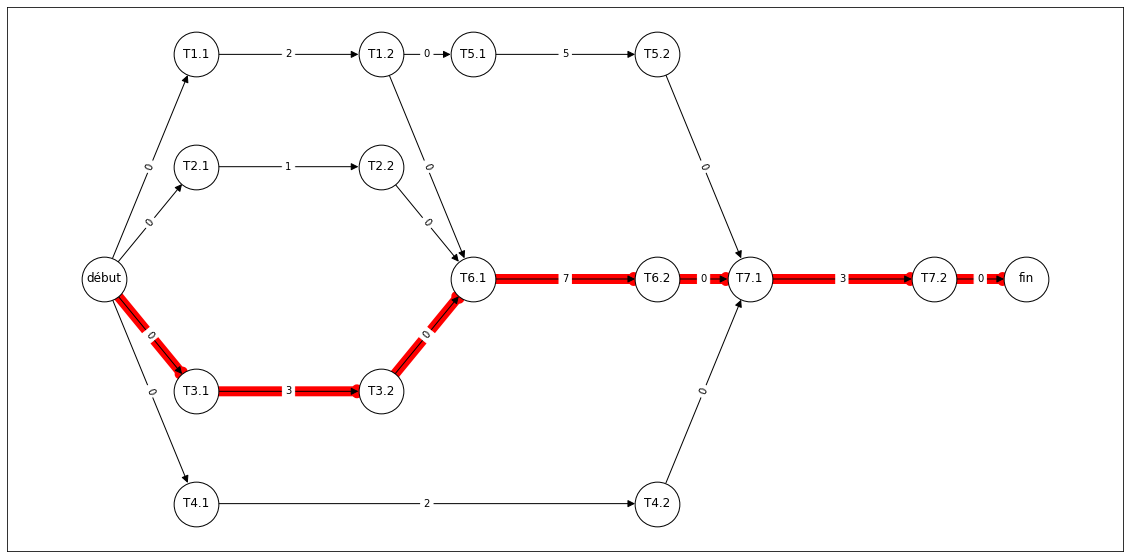 T1.1 2 T1.2 0 T5.1 5 T5.2
0 0 0
T2.1 1 T2.2
0 0
début T6.1 7 T6.2 0 T7.1 3 T7.2 0 fin
0 0
T3.1 3 T3.2
0 0
T4.1 2 T4.2